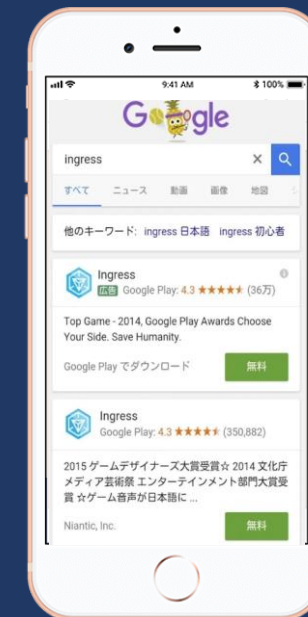 9:41 AM
100%
Google
ingress
すべて ニュース 動画 画像 地図
他のキーワード: ingress 日本語 ingress 初心者
Ingress
広告 Google Play: 4.3 ★★★★★ (36万)
Top Game - 2014, Google Play Awards Choose
Your Side. Save Humanity.
Google Play でダウンロード
無料
Ingress
Google Play: 4.3 ★★★★★ (350,882)
2015 ゲームデザイナーズ大賞受賞☆ 2014 文化庁
メディア芸術祭 エンターテインメント部門大賞受
賞 ☆ゲーム音声が日本語に ...
Niantic, Inc.
無料